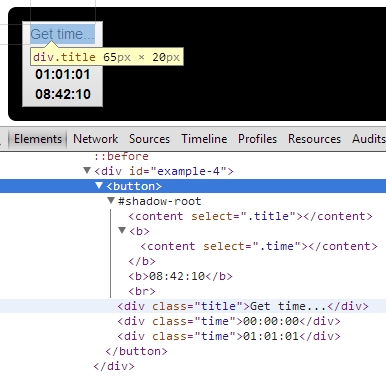 Get time...
div.title 65px × 20px
01:01:01
08:42:10
Elements Network Sources Timeline Profiles Resources Audits
::before
▼<div id="example-4">
▼<button>
▼#shadow-root
<content select=".title"></content>
▼<b>
<content select=".time"></content>
</b>
<b>08:42:10</b>
<br>
<div class="title">Get time...</div>
<div class="time">00:00:00</div>
<div class="time">01:01:01</div>
</button>
</div>